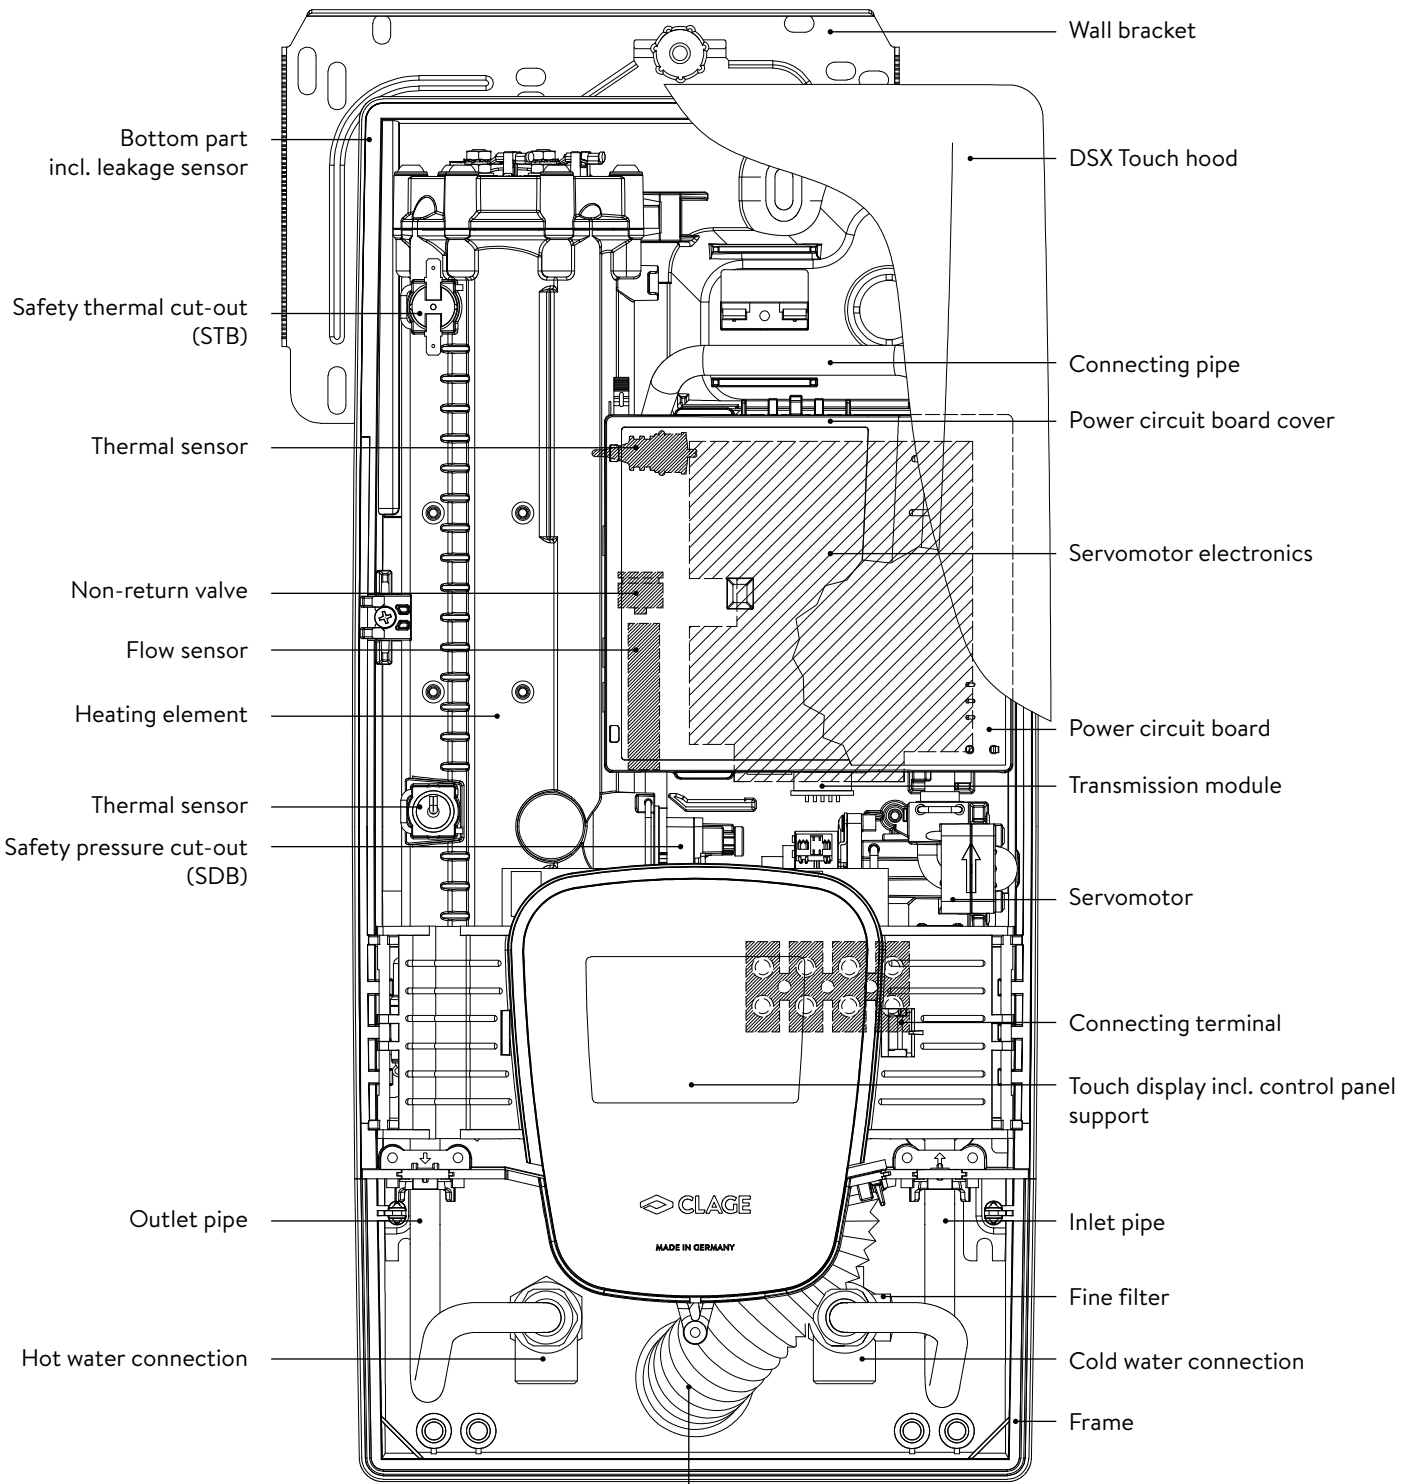 Wall bracket
Bottom part
incl. leakage sensor
DSX Touch hood
Safety thermal cut-out
(STB)
Connecting pipe
Power circuit board cover
Thermal sensor
Servomotor electronics
Non-return valve
Flow sensor
Heating element
Power circuit board
Transmission module
Thermal sensor
Safety pressure cut-out
(SDB)
Servomotor
Connecting terminal
Touch display incl. control panel
support
CLAGE
MADE IN GERMANY
Outlet pipe
Inlet pipe
Fine filter
Hot water connection
Cold water connection
Frame